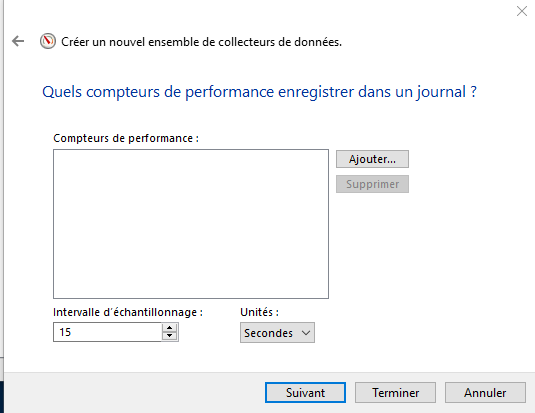 Créer un nouvel ensemble de collecteurs de données.
Quels compteurs de performance enregistrer dans un journal ?
Compteurs de performance :
Ajouter...
Supprimer
Intervalle d'échantillonnage :
Unités :
15
Secondes
Suivant
Terminer
Annuler